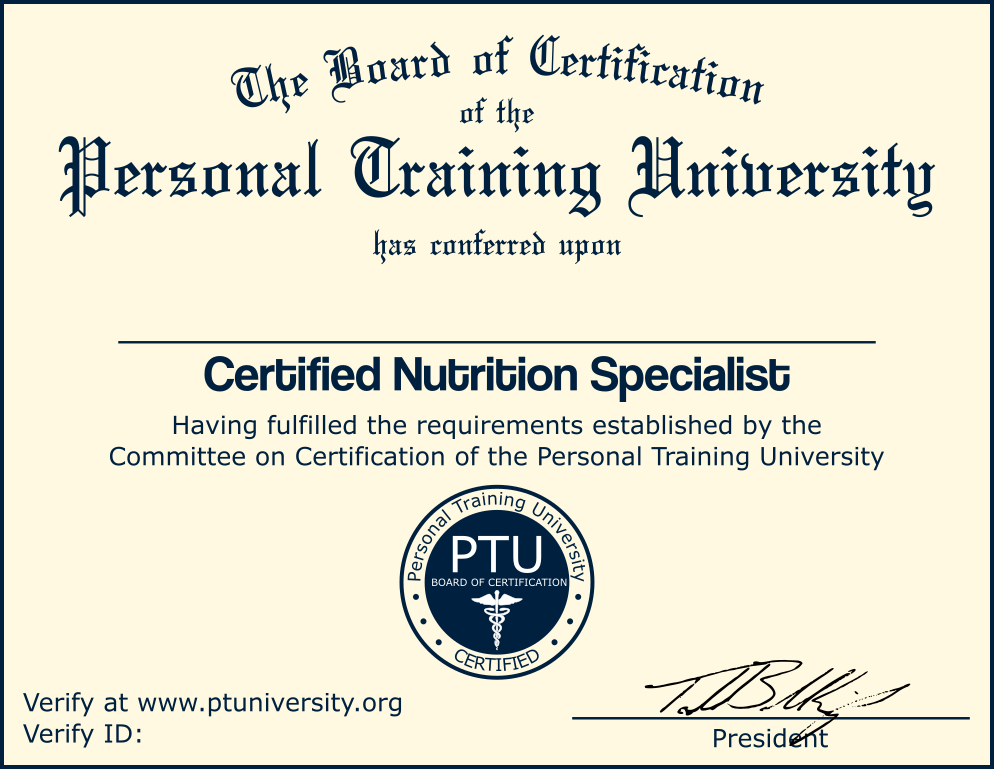 The Board of Certification
of the
Personal Training University
has conferred upon
Certified Nutrition Specialist
Having fulfilled the requirements established by the
Committee on Certification of the Personal Training University
Personal Training University
PTU
BOARD OF CERTIFICATION
CERTIFIED
Verify at www.ptuniversity.org
Verify ID:
President